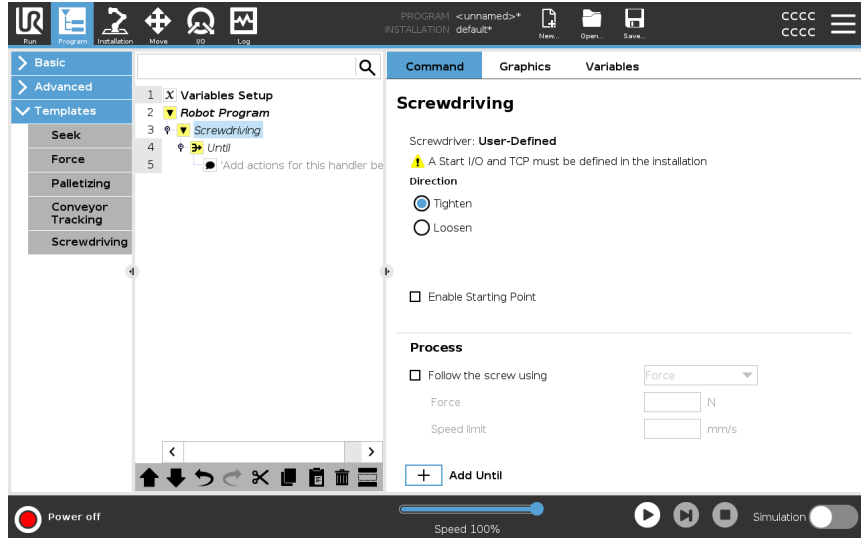 PROGRAM <unnamed>*
INSTALLATION default*
UR
Run
Program
Installation
Move
I/O
Log
New...
Open...
Save...
CCCC
CCCC
Basic
Advanced
Templates
Seek
Force
Palletizing
Conveyor
Tracking
Screwdriving
1 X Variables Setup
2 Robot Program
3 Screwdriving
4 Until
5 'Add actions for this handler be
Command
Graphics
Variables
Screwdriving
Screwdriver: User-Defined
A Start I/O and TCP must be defined in the installation
Direction
Tighten
Loosen
Enable Starting Point
Process
Follow the screw using Force
Force N
Speed limit mm/s
+ Add Until
Power off
Speed 100%
Simulation